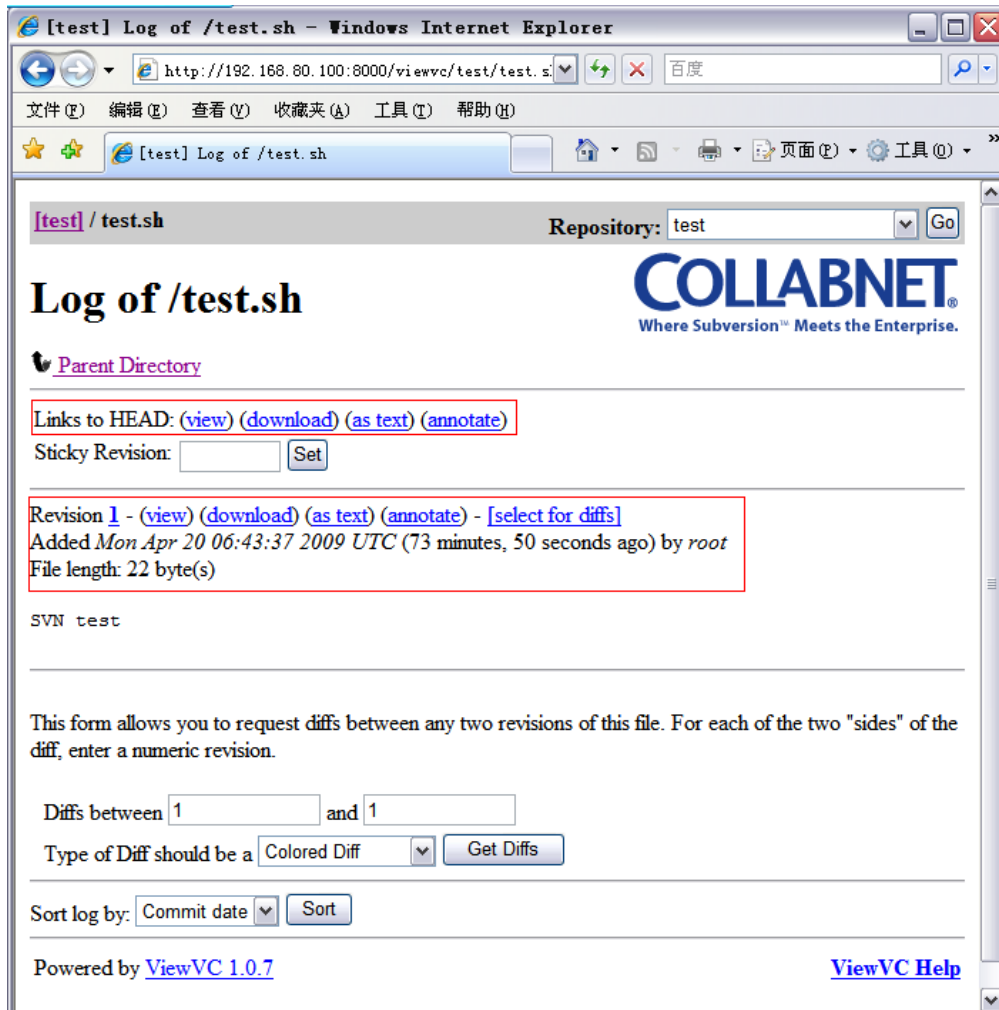 [test] Log of /test.sh - Windows Internet Explorer
http://192.168.80.100:8000/viewvc/test/test.s
百度
文件(F) 编辑(E) 查看(V) 收藏夹(A) 工具(T) 帮助(H)
[test] Log of /test.sh
页面(P) 工具(O) »
[test] / test.sh
Repository: test Go
Log of /test.sh
COLLABNET®
Where Subversion™ Meets the Enterprise.
Parent Directory
Links to HEAD: (view) (download) (as text) (annotate)
Sticky Revision: Set
Revision 1 - (view) (download) (as text) (annotate) - [select for diffs]
Added Mon Apr 20 06:43:37 2009 UTC (73 minutes, 50 seconds ago) by root
File length: 22 byte(s)
SVN test
This form allows you to request diffs between any two revisions of this file. For each of the two "sides" of the
diff, enter a numeric revision.
Diffs between 1 and 1
Type of Diff should be a Colored Diff Get Diffs
Sort log by: Commit date Sort
Powered by ViewVC 1.0.7
ViewVC Help